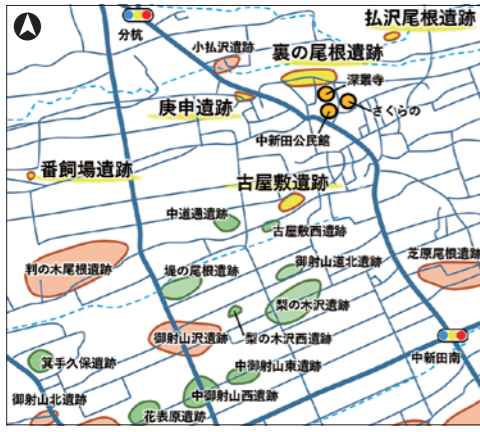 払沢尾根遺跡
分杭
小払沢遺跡
裏の尾根遺跡
深叢寺
庚申遺跡
さくらの
中新田公民館
番飼場遺跡
古屋敷遺跡
中道通遺跡
古屋敷西遺跡
御射山道北遺跡
芝原尾根遺跡
判の木尾根遺跡
堤の尾根遺跡
梨の木沢遺跡
御射山沢遺跡
梨の木沢西遺跡
中新田南
箕手久保遺跡
中御射山東遺跡
御射山北遺跡
中御射山西遺跡
花表原遺跡